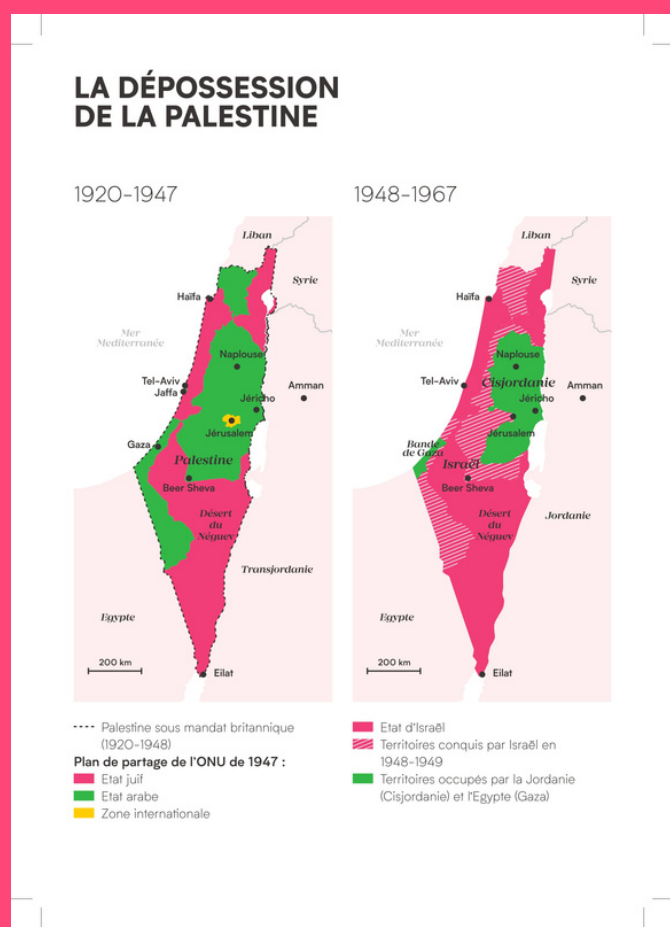 LA DÉPOSSESSION
DE LA PALESTINE
1920-1947
Liban
Syrie
Haïfa
Mer
Mediterranée
Naplouse
Tel-Aviv
Jaffa
Amman
Jéricho
Jérusalem
Gaza
Palestine
Beer Sheva
Désert
du
Néguev
Transjordanie
Egypte
200 km
Eilat
---- Palestine sous mandat britannique
(1920-1948)
Plan de partage de l'ONU de 1947 :
Etat juif
Etat arabe
Zone internationale
1948-1967
Liban
Syrie
Haïfa
Mer
Mediterranée
Naplouse
Tel-Aviv
Cisjordanie
Amman
Jéricho
Jérusalem
Bande
de Gaza
Israël
Beer Sheva
Désert
du
Néguev
Jordanie
Egypte
200 km
Eilat
Etat d'Israël
Territoires conquis par Israël en
1948-1949
Territoires occupés par la Jordanie
(Cisjordanie) et l'Egypte (Gaza)